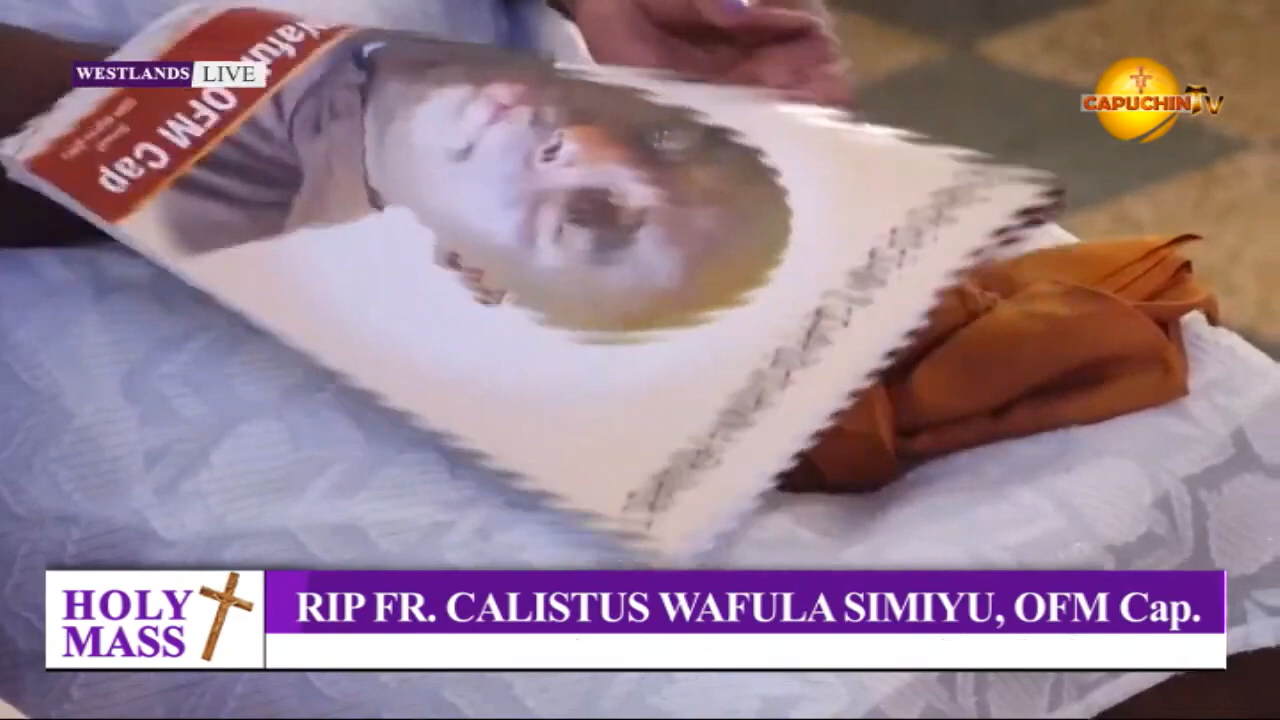 WESTLANDS LIVE
CAPUCHIN TV
OFM Cap
HOLY
MASS
RIP FR. CALISTUS WAFULA SIMIYU, OFM Cap.